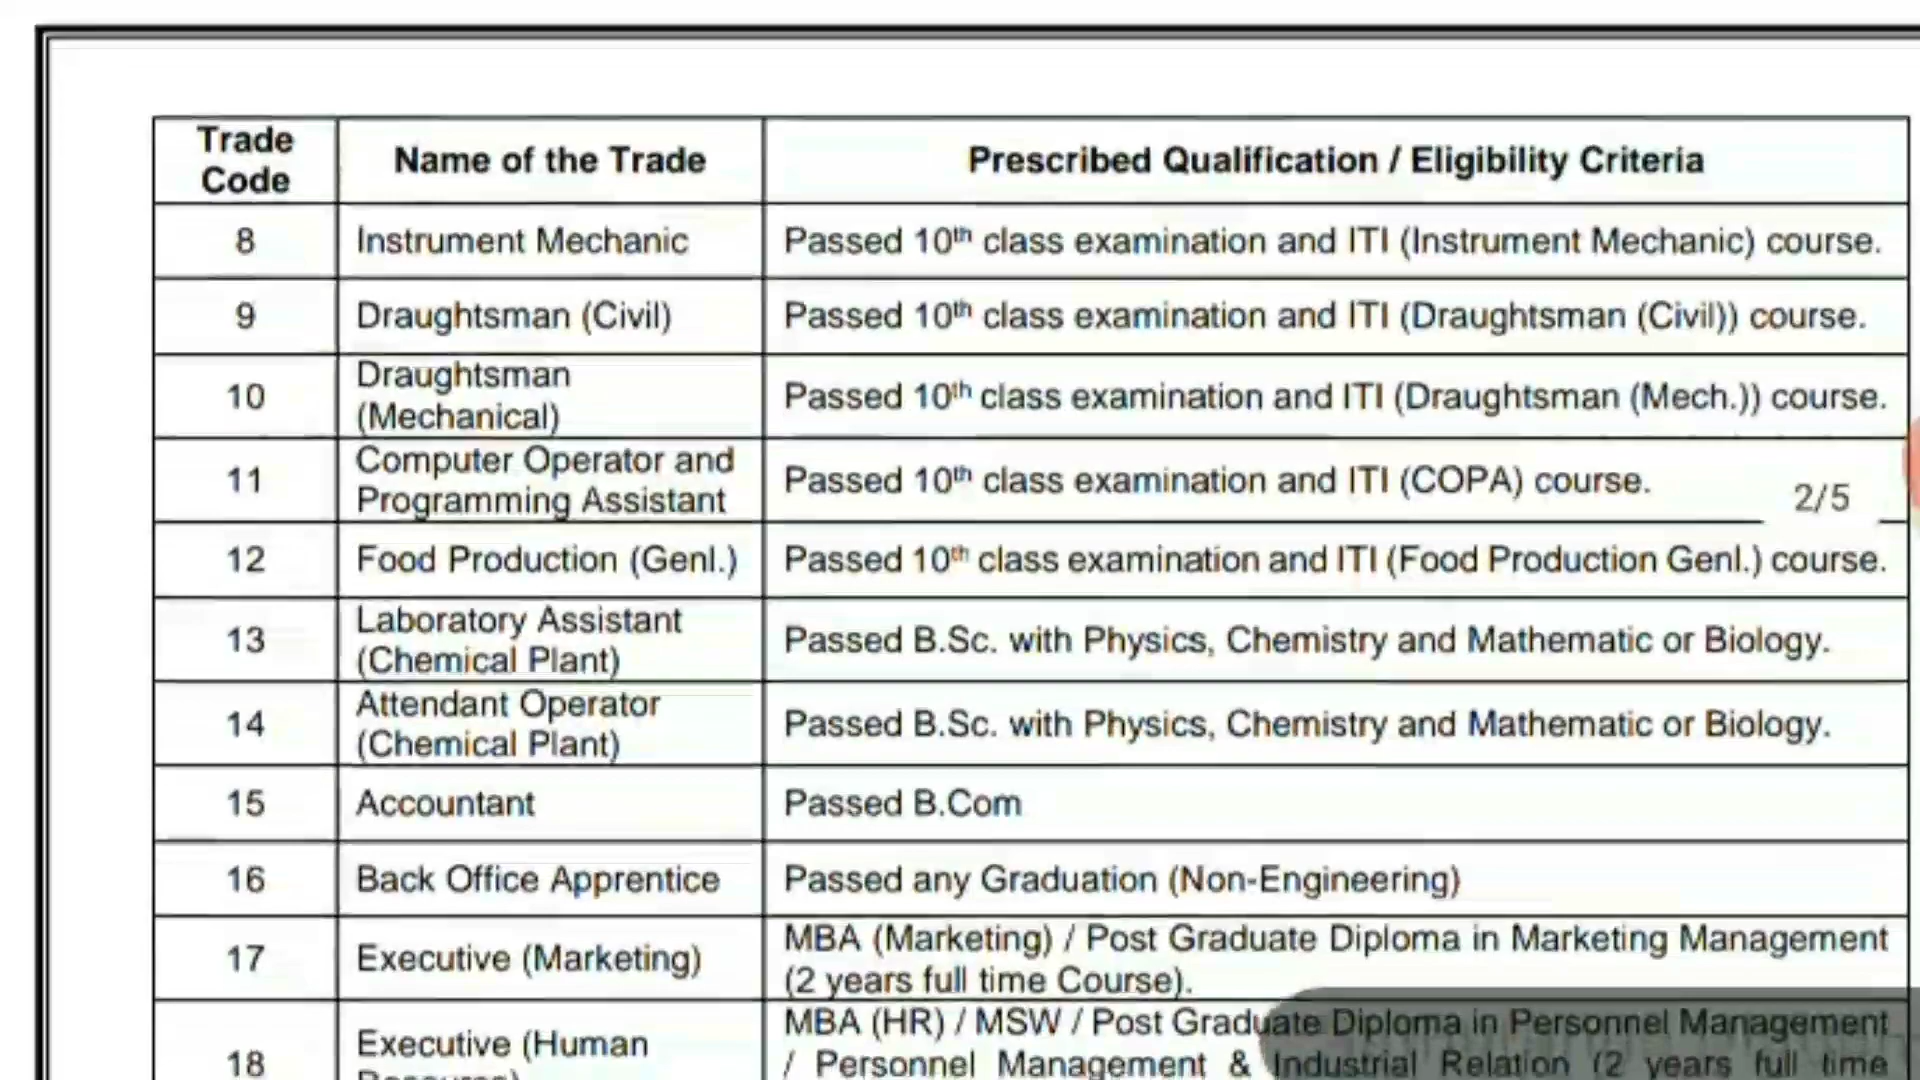 Trade
Code
Name of the Trade
Prescribed Qualification / Eligibility Criteria
8
Instrument Mechanic
Passed 10th class examination and ITI (Instrument Mechanic) course.
9
Draughtsman (Civil)
Passed 10th class examination and ITI (Draughtsman (Civil)) course.
10
Draughtsman
(Mechanical)
Passed 10th class examination and ITI (Draughtsman (Mech.)) course.
11
Computer Operator and
Programming Assistant
Passed 10th class examination and ITI (COPA) course.
2/5
12
Food Production (Genl.)
Passed 10th class examination and ITI (Food Production Genl.) course.
13
Laboratory Assistant
(Chemical Plant)
Passed B.Sc. with Physics, Chemistry and Mathematic or Biology.
14
Attendant Operator
(Chemical Plant)
Passed B.Sc. with Physics, Chemistry and Mathematic or Biology.
15
Accountant
Passed B.Com
16
Back Office Apprentice
Passed any Graduation (Non-Engineering)
17
Executive (Marketing)
MBA (Marketing) / Post Graduate Diploma in Marketing Management
(2 years full time Course).
18
Executive (Human
MBA (HR) / MSW / Post Graduate Diploma in Personnel Management
/ Personnel Management & Industrial Relation (2 years full time